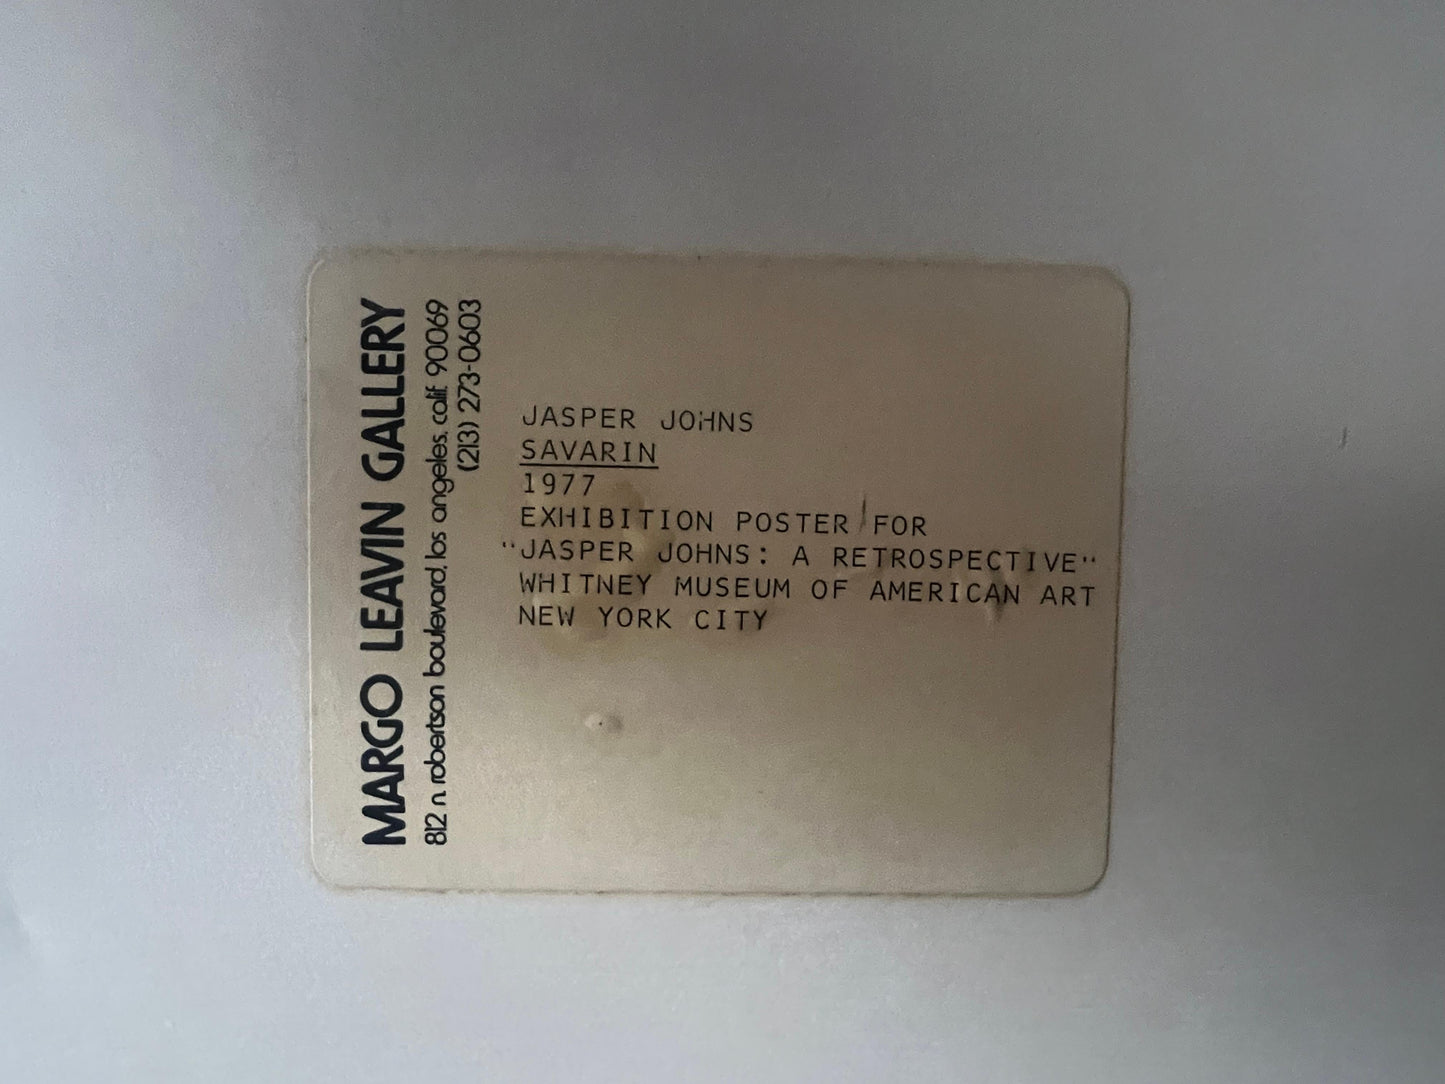 MARGO LEAVIN GALLERY
812 n. robertson boulevard, los angeles, calif. 90069
(213) 273-0603
JASPER JOHNS
SAVARIN
1977
EXHIBITION POSTER FOR
"JASPER JOHNS: A RETROSPECTIVE"
WHITNEY MUSEUM OF AMERICAN ART
NEW YORK CITY